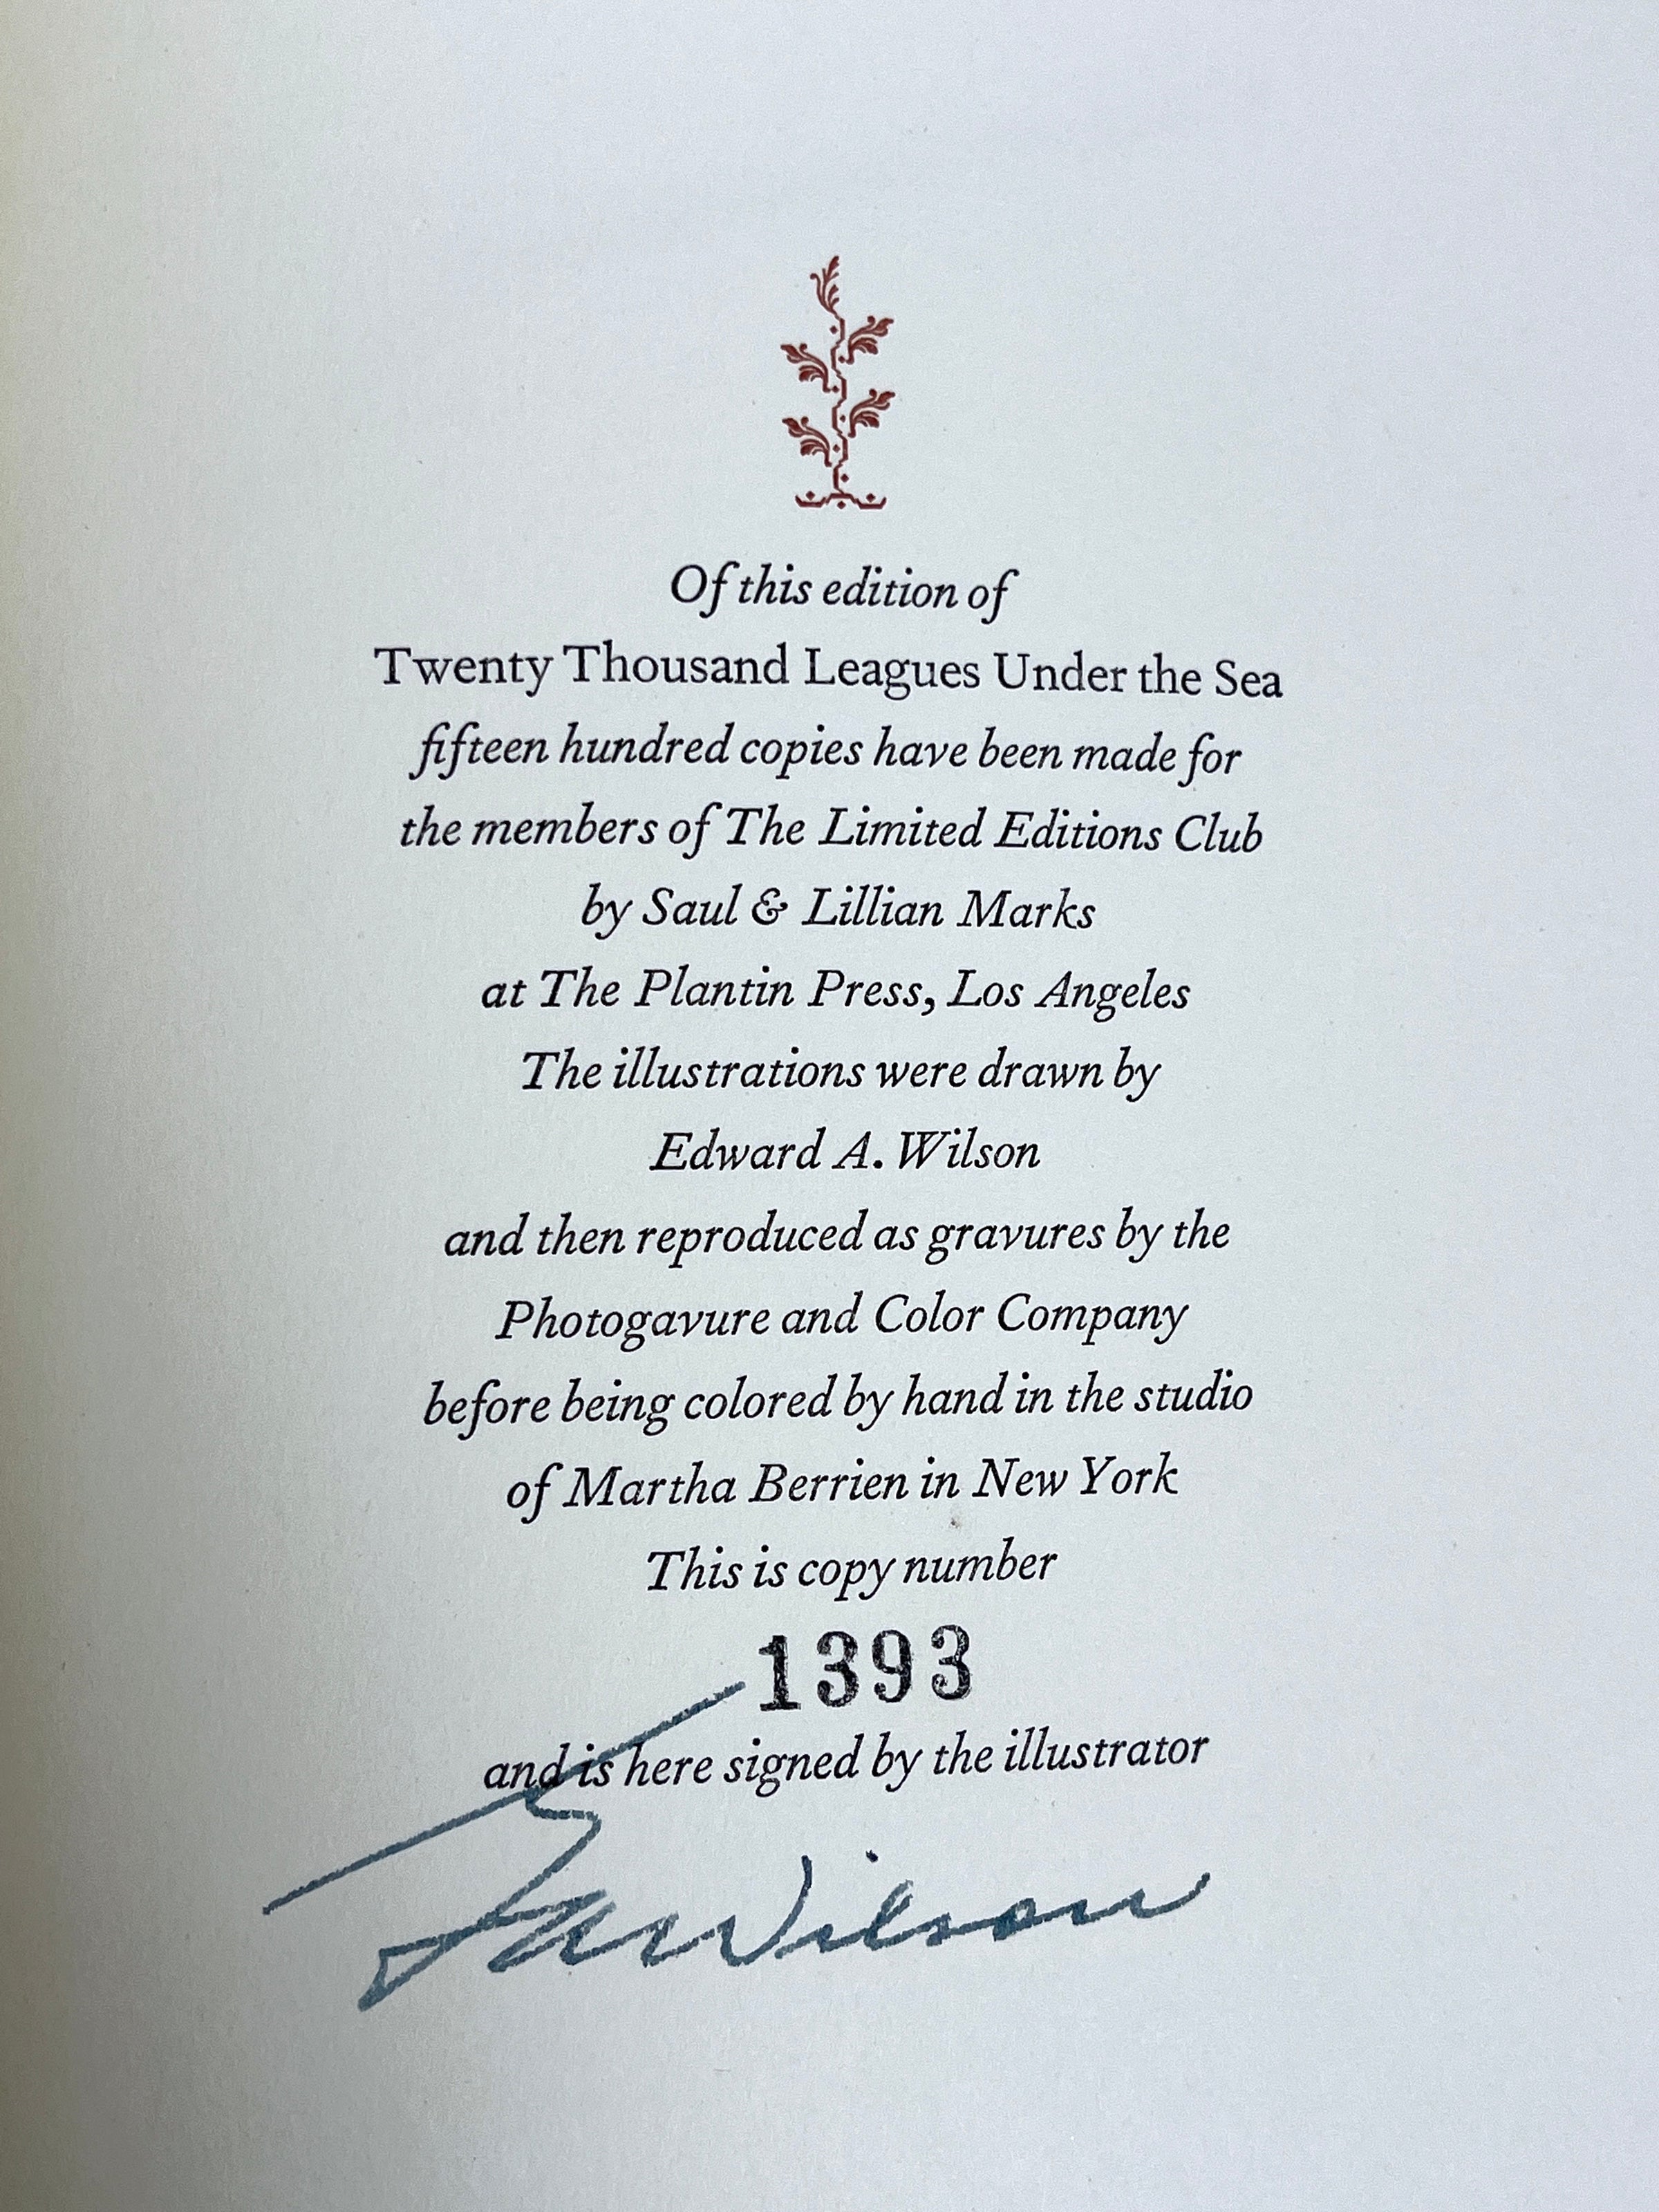 Of this edition of
Twenty Thousand Leagues Under the Sea
fifteen hundred copies have been made for
the members of The Limited Editions Club
by Saul & Lillian Marks
at The Plantin Press, Los Angeles
The illustrations were drawn by
Edward A. Wilson
and then reproduced as gravures by the
Photogavure and Color Company
before being colored by hand in the studio
of Martha Berrien in New York
This is copy number
1393
and is here signed by the illustrator
Wilson